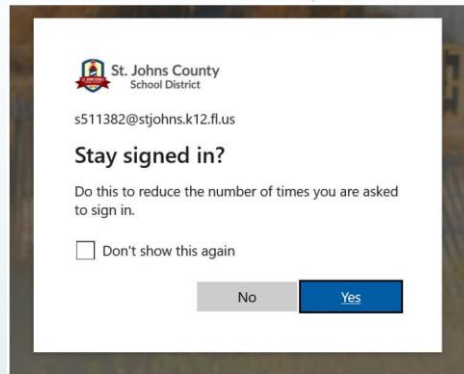 St. Johns County
School District
s511382@stjohns.k12.fl.us
Stay signed in?
Do this to reduce the number of times you are asked
to sign in.
Don't show this again
No
Yes